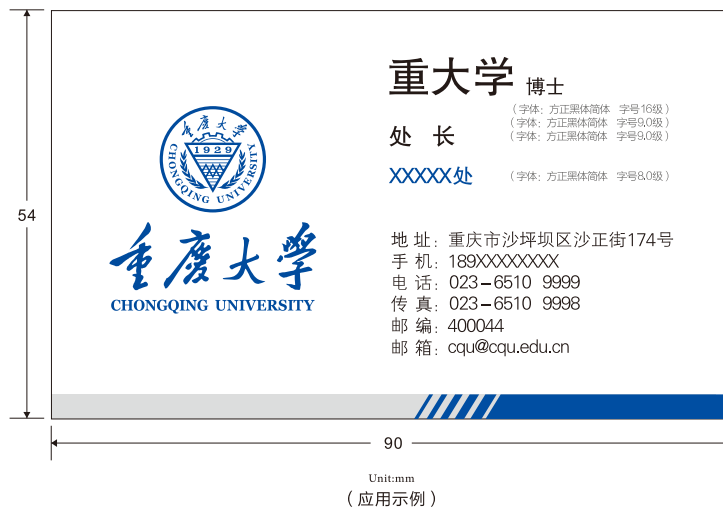 重慶大學
1929
CHONGQING UNIVERSITY
重慶大學
CHONGQING UNIVERSITY
重大学 博士
(字体：方正黑体简体 字号16级)
(字体：方正黑体简体 字号9.0级)
处 长 (字体：方正黑体简体 字号9.0级)
XXXXX处 (字体：方正黑体简体 字号8.0级)
地 址：重庆市沙坪坝区沙正街174号
手 机：189XXXXXXXX
电 话：023-6510 9999
传 真：023-6510 9998
邮 编：400044
邮 箱：cqu@cqu.edu.cn
54
90
Unit:mm
(应用示例)